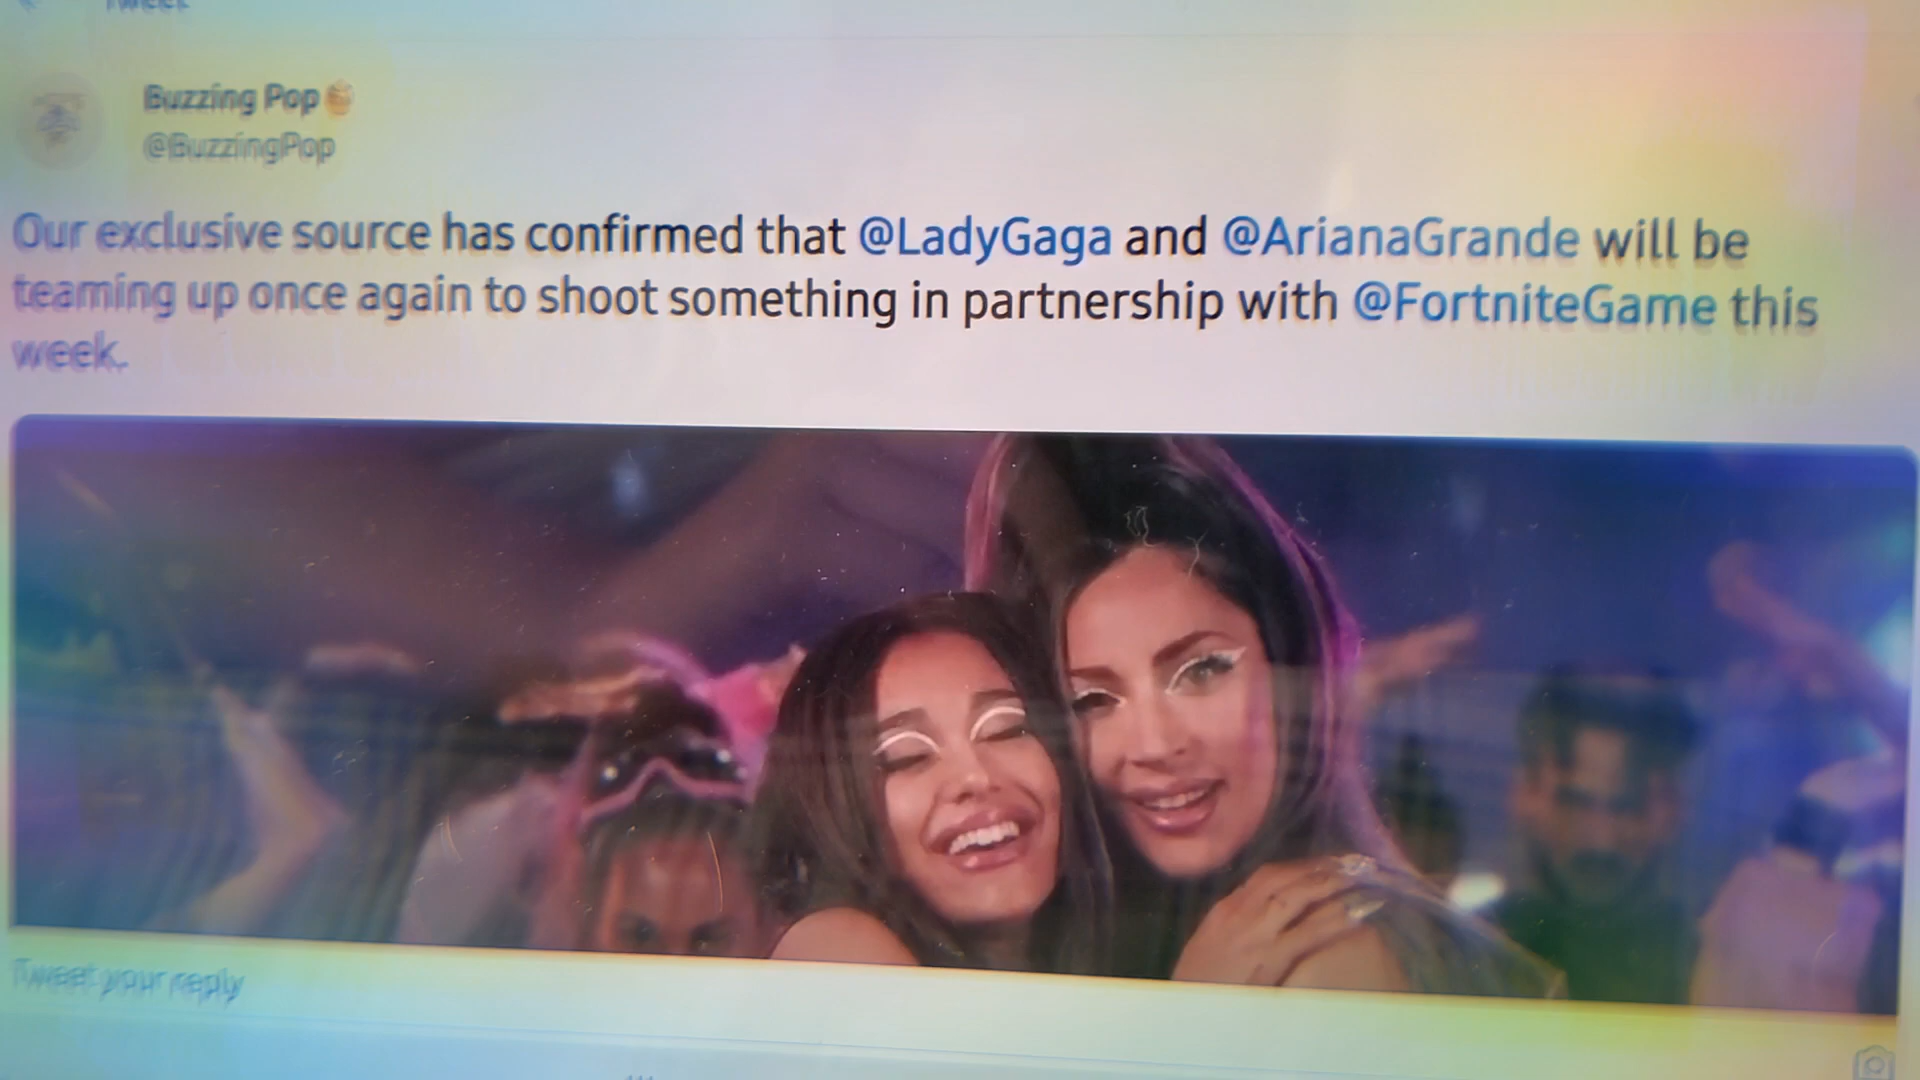 Tweet
Buzzing Pop
@BuzzingPop
Our exclusive source has confirmed that @LadyGaga and @ArianaGrande will be
teaming up once again to shoot something in partnership with @FortniteGame this
week.
Tweet your reply